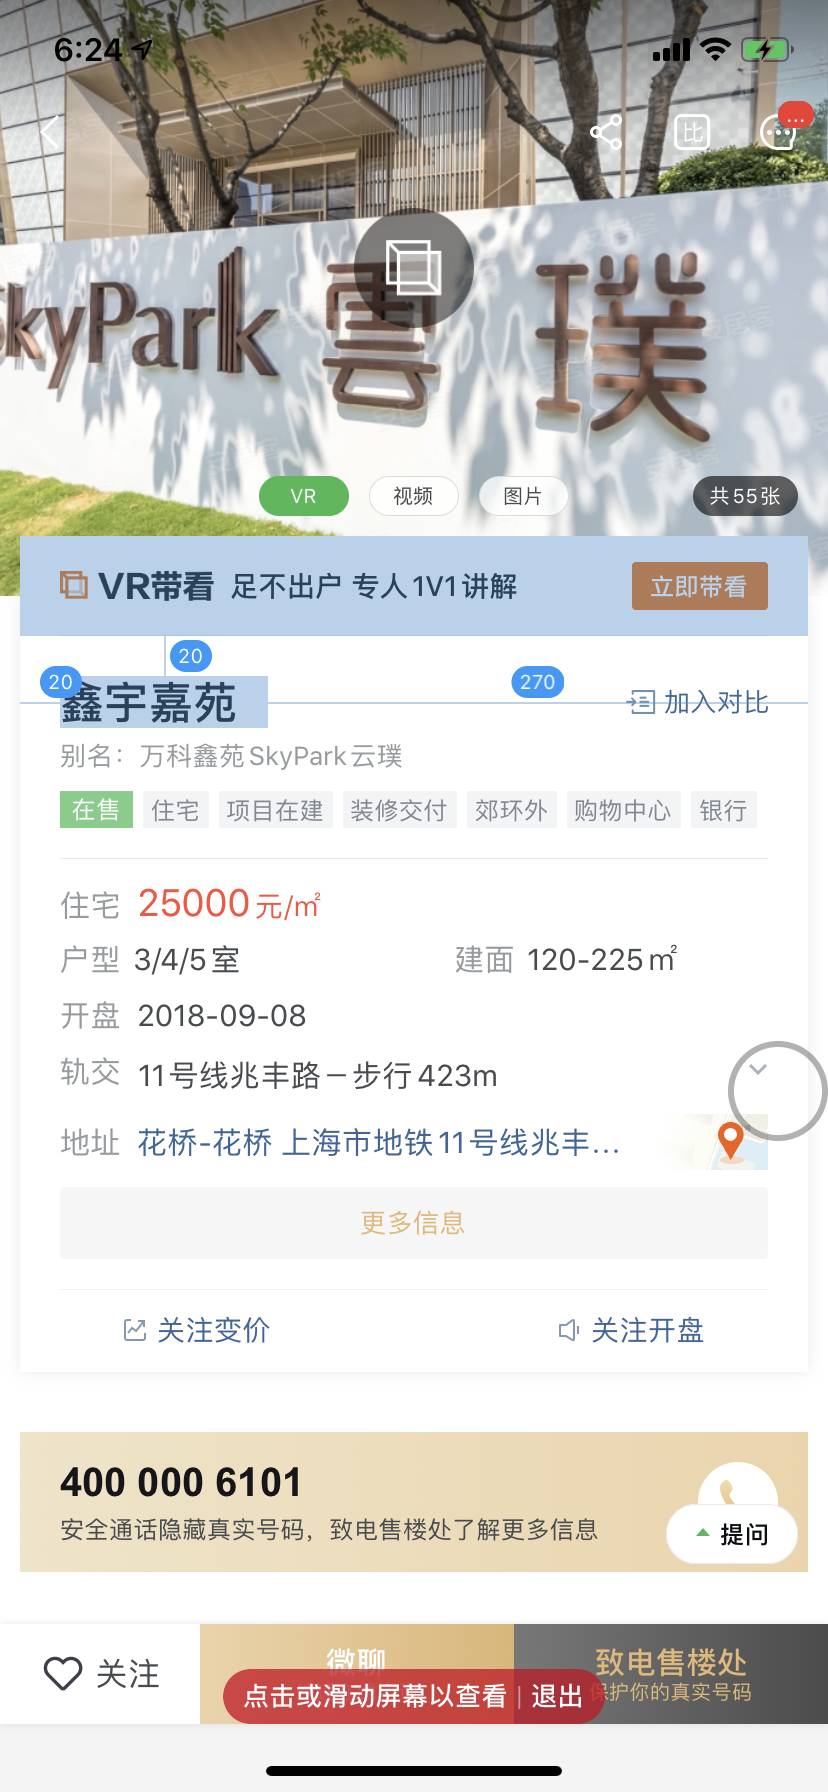 6:24
比
...
SkyPark 雲 璞
VR
视频
图片
共55张
VR带看 足不出户 专人1V1讲解
立即带看
20
20
270
鑫宇嘉苑
加入对比
别名：万科鑫苑SkyPark云璞
在售 住宅 项目在建 装修交付 郊环外 购物中心 银行
住宅 25000元/㎡
户型 3/4/5室 建面 120-225㎡
开盘 2018-09-08
轨交 11号线兆丰路－步行423m
地址 花桥-花桥 上海市地铁11号线兆丰...
更多信息
关注变价
关注开盘
400 000 6101
安全通话隐藏真实号码，致电售楼处了解更多信息
提问
关注
微聊
致电售楼处
保护你的真实号码
点击或滑动屏幕以查看 | 退出